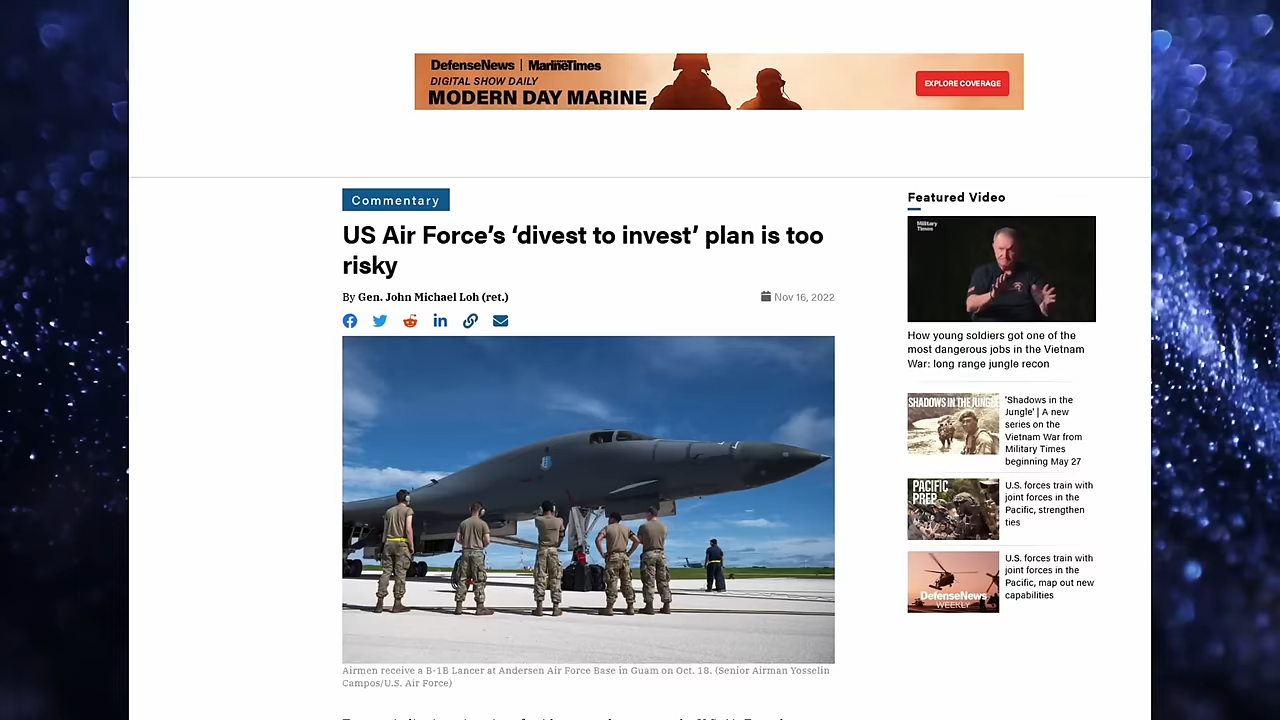 DefenseNews | MarineTimes
DIGITAL SHOW DAILY
MODERN DAY MARINE
EXPLORE COVERAGE
Commentary
US Air Force's ‘divest to invest’ plan is too
risky
By Gen. John Michael Loh (ret.)
Nov 16, 2022
Airmen receive a B-1B Lancer at Andersen Air Force Base in Guam on Oct. 18. (Senior Airman Yosselin
Campos/U.S. Air Force)
Featured Video
Military
Times
How young soldiers got one of the
most dangerous jobs in the Vietnam
War: long range jungle recon
SHADOWS IN THE JUNGLE
'Shadows in the
Jungle' | A new
series on the
Vietnam War from
Military Times
beginning May 27
PACIFIC
PREP
U.S. forces train with
joint forces in the
Pacific, strengthen
ties
DefenseNews
WEEKLY
U.S. forces train with
joint forces in the
Pacific, map out new
capabilities